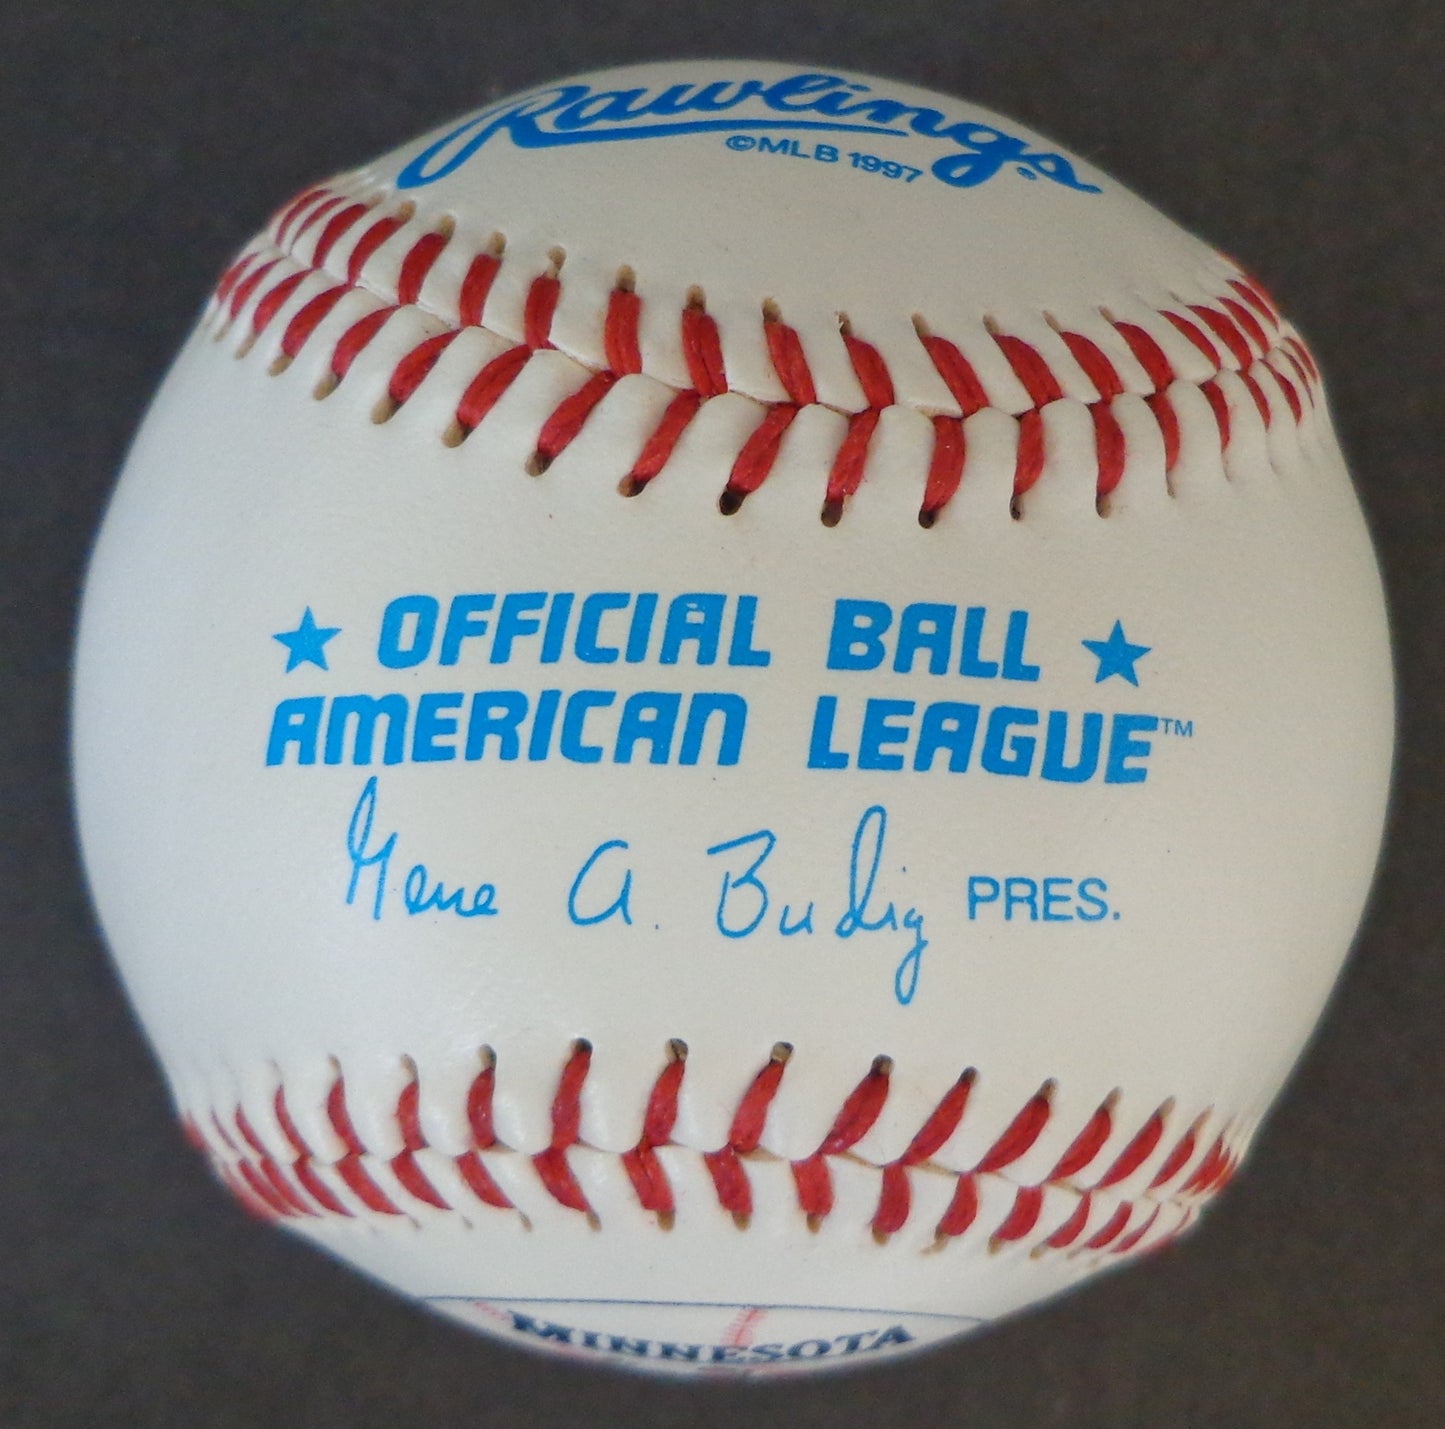 Rawlings®
©MLB 1997
★ OFFICIAL BALL ★
AMERICAN LEAGUE™
Gene A. Budig PRES.
MINNESOTA